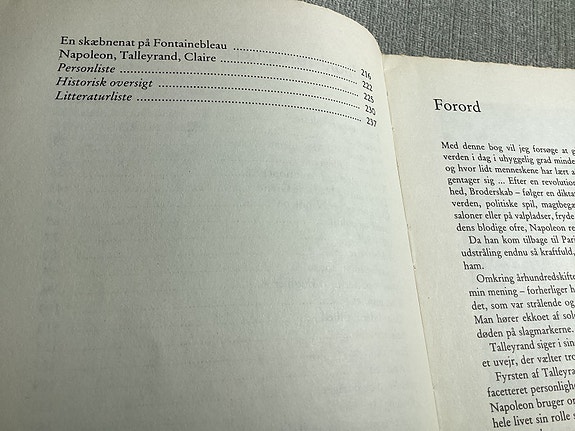 En skæbnenat på Fontainebleau ........................ 216
Napoleon, Talleyrand, Claire ........................ 222
Personliste ........................ 225
Historisk oversigt ........................ 230
Litteraturliste ........................ 237
Forord
Med denne bog vil jeg forsøge at
verden i dag i uhyggelig grad minde
og hvor lidt menneskene har lært a
gentager sig ... Efter en revolution
hed, Broderskab – følger en dikta
verden, politiske spil, magtbegæ
saloner eller på valpladser, fryde
dens blodige ofre, Napoleon re
Da han kom tilbage til Pari
udstråling endnu så kraftfuld,
ham.
Omkring århundredskifte
min mening – forherliger h
det, som var strålende og
Man hører ekkoet af sol
døden på slagmarkerne.
Talleyrand siger i sin
et uvejr, der vælter tro
Fyrsten af Talleyra
facetteret personlighe
Napoleon bruger or
hele livet sin rolle s